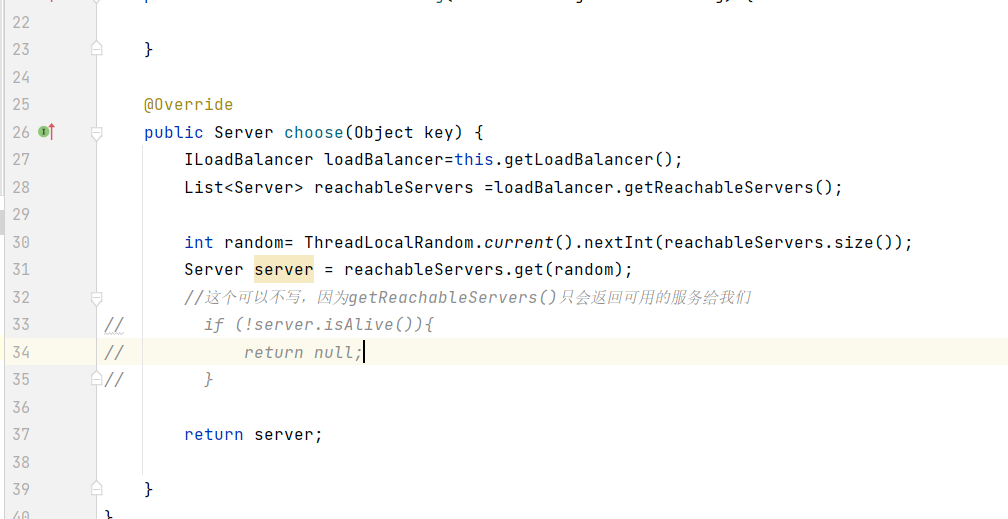 22
23 }
24
25 @Override
26 public Server choose(Object key) {
27 ILoadBalancer loadBalancer=this.getLoadBalancer();
28 List<Server> reachableServers =loadBalancer.getReachableServers();
29
30 int random= ThreadLocalRandom.current().nextInt(reachableServers.size());
31 Server server = reachableServers.get(random);
32 //这个可以不写，因为getReachableServers()只会返回可用的服务给我们
33 // if (!server.isAlive()){
34 // return null;
35 // }
36
37 return server;
38
39 }
40 }